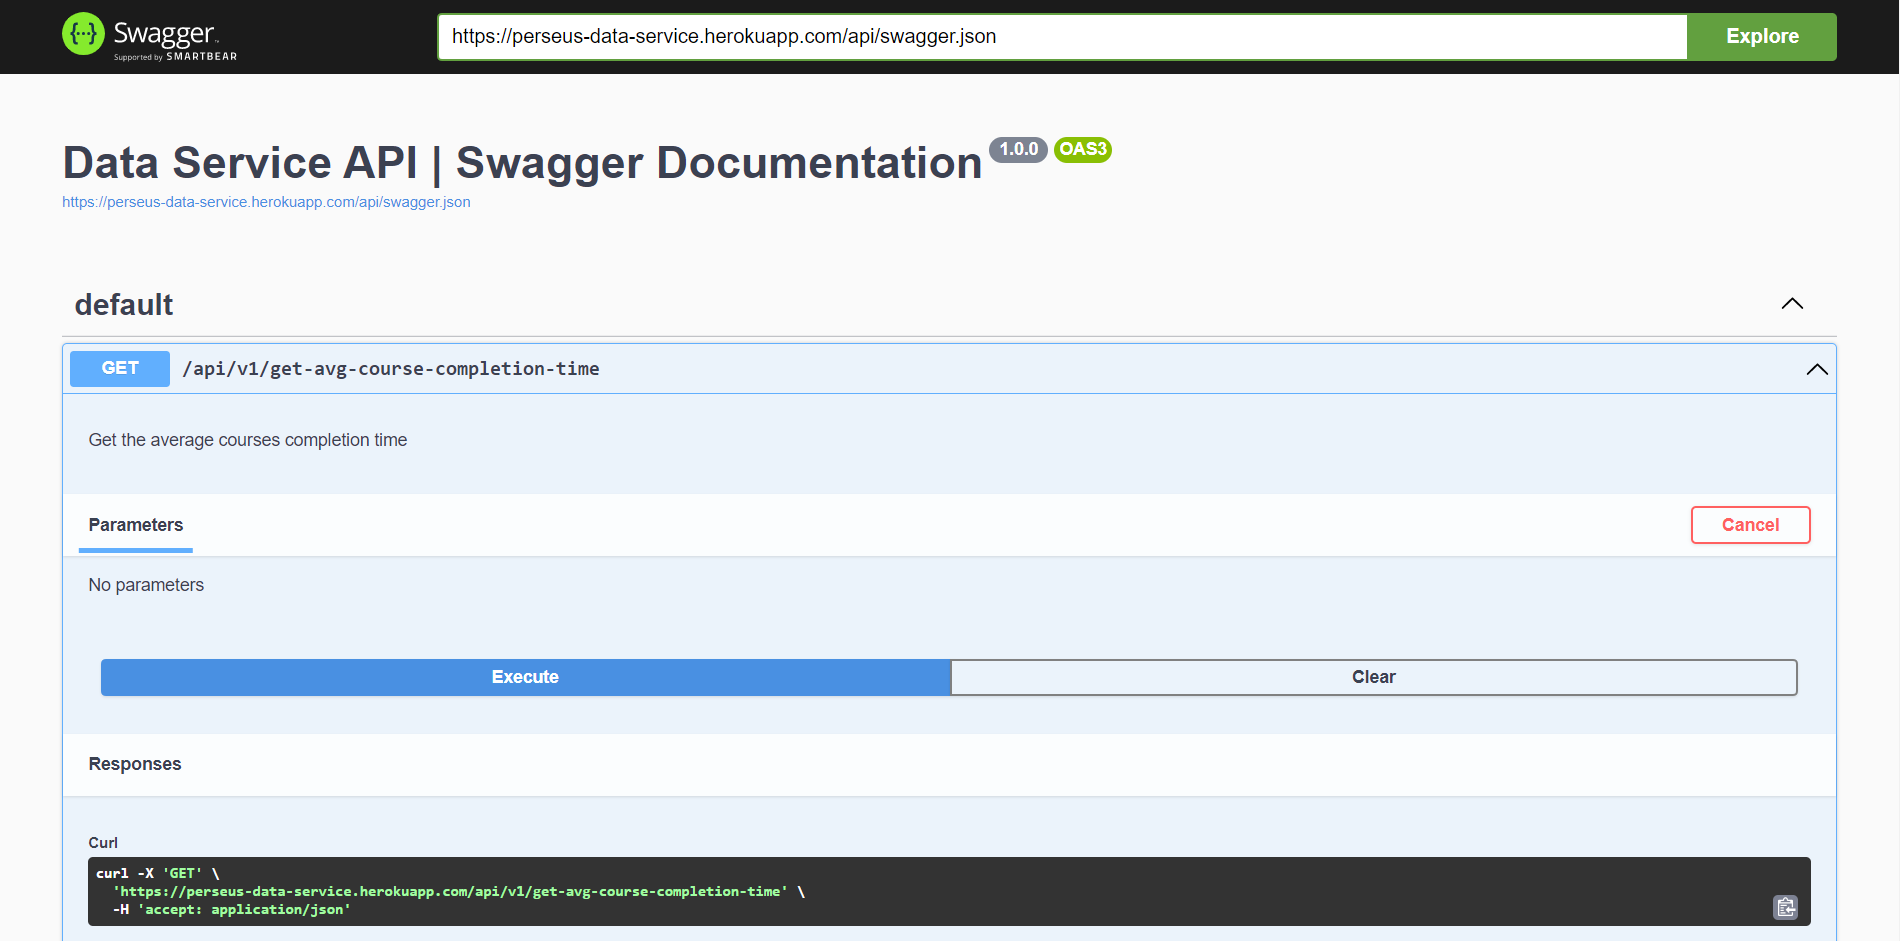 Swagger
Supported by SMARTBEAR
https://perseus-data-service.herokuapp.com/api/swagger.json
Explore
Data Service API | Swagger Documentation 1.0.0 OAS3
https://perseus-data-service.herokuapp.com/api/swagger.json
default
GET /api/v1/get-avg-course-completion-time
Get the average courses completion time
Parameters
Cancel
No parameters
Execute
Clear
Responses
Curl
curl -X 'GET' \
'https://perseus-data-service.herokuapp.com/api/v1/get-avg-course-completion-time' \
-H 'accept: application/json'